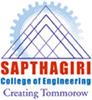 SAPTHAGIRI
College of Engineering
Creating Tommorow